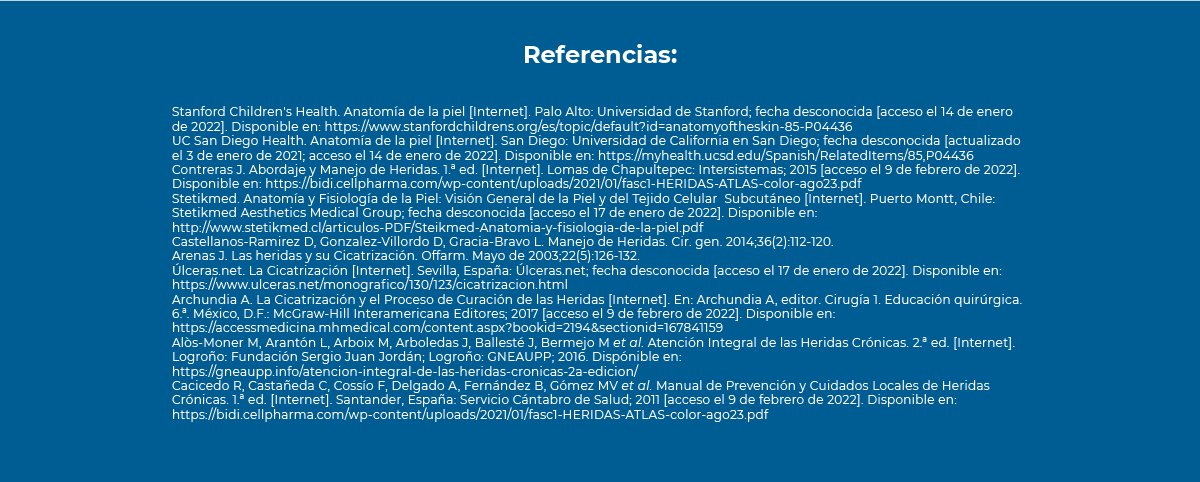 Referencias:
Stanford Children's Health. Anatomía de la piel [Internet]. Palo Alto: Universidad de Stanford; fecha desconocida [acceso el 14 de enero
de 2022]. Disponible en: https://www.stanfordchildrens.org/es/topic/default?id=anatomyoftheskin-85-P04436
UC San Diego Health. Anatomía de la piel [Internet]. San Diego: Universidad de California en San Diego; fecha desconocida [actualizado
el 3 de enero de 2021; acceso el 14 de enero de 2022]. Disponible en: https://myhealth.ucsd.edu/Spanish/RelatedItems/85,P04436
Contreras J. Abordaje y Manejo de Heridas. 1.ª ed. [Internet]. Lomas de Chapultepec: Intersistemas; 2015 [acceso el 9 de febrero de 2022].
Disponible en: https://bidi.cellpharma.com/wp-content/uploads/2021/01/fasc1-HERIDAS-ATLAS-color-ago23.pdf
Stetikmed. Anatomía y Fisiología de la Piel: Visión General de la Piel y del Tejido Celular  Subcutáneo [Internet]. Puerto Montt, Chile:
Stetikmed Aesthetics Medical Group; fecha desconocida [acceso el 17 de enero de 2022]. Disponible en:
http://www.stetikmed.cl/articulos-PDF/Steikmed-Anatomia-y-fisiologia-de-la-piel.pdf
Castellanos-Ramirez D, Gonzalez-Villordo D, Gracia-Bravo L. Manejo de Heridas. Cir. gen. 2014;36(2):112-120.
Arenas J. Las heridas y su Cicatrización. Offarm. Mayo de 2003;22(5):126-132.
Úlceras.net. La Cicatrización [Internet]. Sevilla, España: Úlceras.net; fecha desconocida [acceso el 17 de enero de 2022]. Disponible en:
https://www.ulceras.net/monografico/130/123/cicatrizacion.html
Archundia A. La Cicatrización y el Proceso de Curación de las Heridas [Internet]. En: Archundia A, editor. Cirugía 1. Educación quirúrgica.
6.ª. México, D.F.: McGraw-Hill Interamericana Editores; 2017 [acceso el 9 de febrero de 2022]. Disponible en:
https://accessmedicina.mhmedical.com/content.aspx?bookid=2194&sectionid=167841159
Alòs-Moner M, Arantón L, Arboix M, Arboledas J, Ballesté J, Bermejo M et al. Atención Integral de las Heridas Crónicas. 2.ª ed. [Internet].
Logroño: Fundación Sergio Juan Jordán; Logroño: GNEAUPP; 2016. Dispónible en:
https://gneaupp.info/atencion-integral-de-las-heridas-cronicas-2a-edicion/
Cacicedo R, Castañeda C, Cossío F, Delgado A, Fernández B, Gómez MV et al. Manual de Prevención y Cuidados Locales de Heridas
Crónicas. 1.ª ed. [Internet]. Santander, España: Servicio Cántabro de Salud; 2011 [acceso el 9 de febrero de 2022]. Disponible en:
https://bidi.cellpharma.com/wp-content/uploads/2021/01/fasc1-HERIDAS-ATLAS-color-ago23.pdf